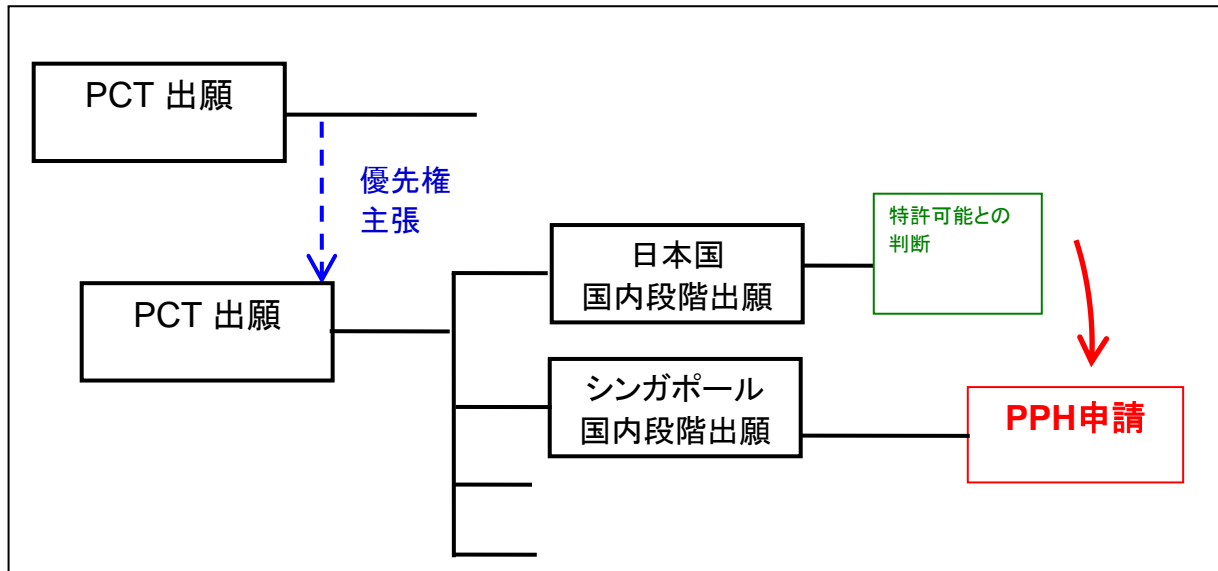 PCT 出願
優先権
主張
PCT 出願
日本国
国内段階出願
特許可能との
判断
シンガポール
国内段階出願
PPH申請